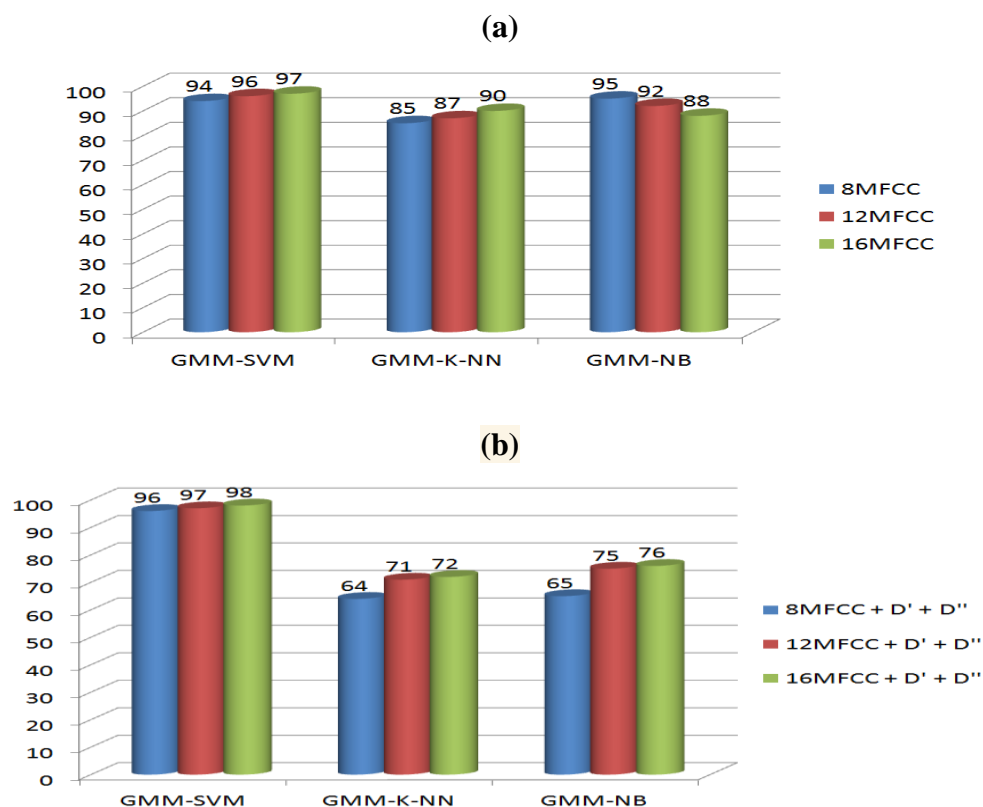 (a)
94 96 97 85 87 90 95 92 88
100
90
80
70
60
50
40
30
20
10
0
GMM-SVM GMM-K-NN GMM-NB
8MFCC
12MFCC
16MFCC
(b)
96 97 98 64 71 72 65 75 76
100
90
80
70
60
50
40
30
20
10
0
GMM-SVM GMM-K-NN GMM-NB
8MFCC + D' + D''
12MFCC + D' + D''
16MFCC + D' + D''